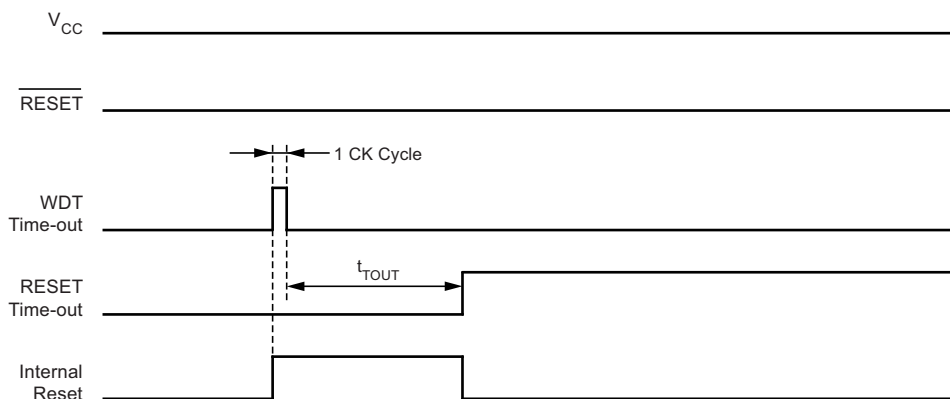 VCC
RESET
1 CK Cycle
WDT
Time-out
tTOUT
RESET
Time-out
Internal
Reset